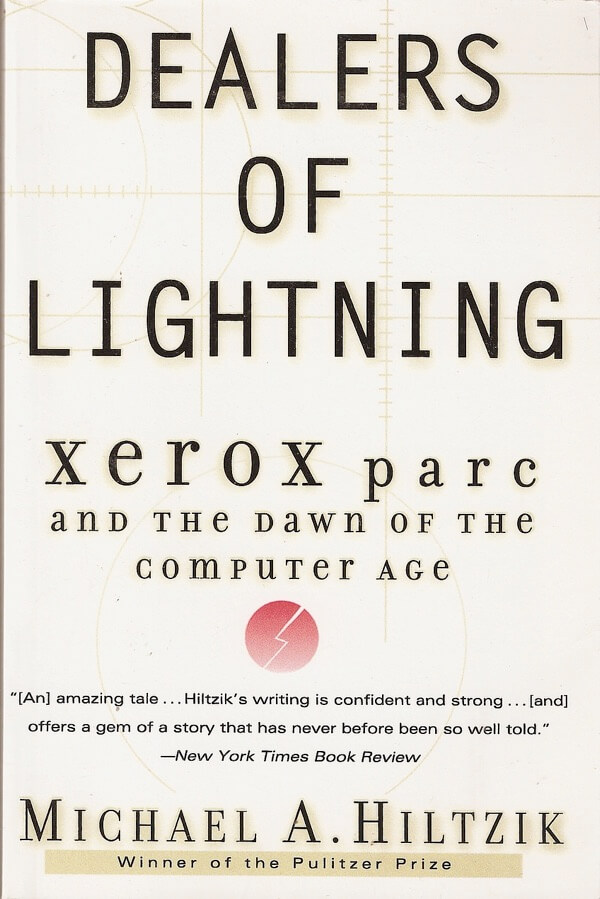 DEALERS
OF
LIGHTNING
xerox parc
and the dawn of the
computer age
“[An] amazing tale...Hiltzik’s writing is confident and strong...[and]
offers a gem of a story that has never before been so well told.”
—New York Times Book Review
MICHAEL A. HILTZIK
Winner of the Pulitzer Prize